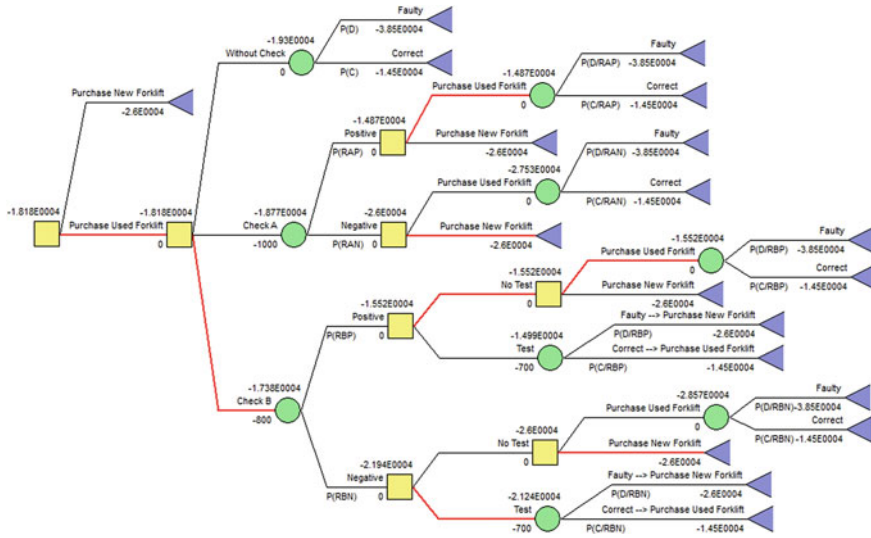 Purchase New Forklift
-2.6E0004
-1.818E0004
Purchase Used Forklift
0
-1.818E0004
Without Check
0
-1.93E0004
P(D)
Faulty
-3.85E0004
P(C)
Correct
-1.45E0004
Check A
-1000
-1.877E0004
Positive
P(RAP)
0
-1.487E0004
Purchase Used Forklift
0
-1.487E0004
Faulty
P(D/RAP)
-3.85E0004
Correct
P(C/RAP)
-1.45E0004
Purchase New Forklift
-2.6E0004
Negative
P(RAN)
0
-2.6E0004
Purchase Used Forklift
0
-2.753E0004
Faulty
P(D/RAN)
-3.85E0004
Correct
P(C/RAN)
-1.45E0004
Purchase New Forklift
-2.6E0004
Check B
-800
-1.738E0004
Positive
P(RBP)
0
-1.552E0004
No Test
0
-1.552E0004
Purchase Used Forklift
0
-1.552E0004
Faulty
P(D/RBP)
-3.85E0004
Correct
P(C/RBP)
-1.45E0004
Purchase New Forklift
-2.6E0004
Test
-700
-1.499E0004
Faulty --> Purchase New Forklift
P(D/RBP)
-2.6E0004
Correct --> Purchase Used Forklift
P(C/RBP)
-1.45E0004
Negative
P(RBN)
0
-2.194E0004
No Test
0
-2.6E0004
Purchase Used Forklift
0
-2.857E0004
Faulty
P(D/RBN)-3.85E0004
Correct
P(C/RBN)-1.45E0004
Purchase New Forklift
-2.6E0004
Test
-700
-2.124E0004
Faulty --> Purchase New Forklift
P(D/RBN)
-2.6E0004
Correct --> Purchase Used Forklift
P(C/RBN)
-1.45E0004